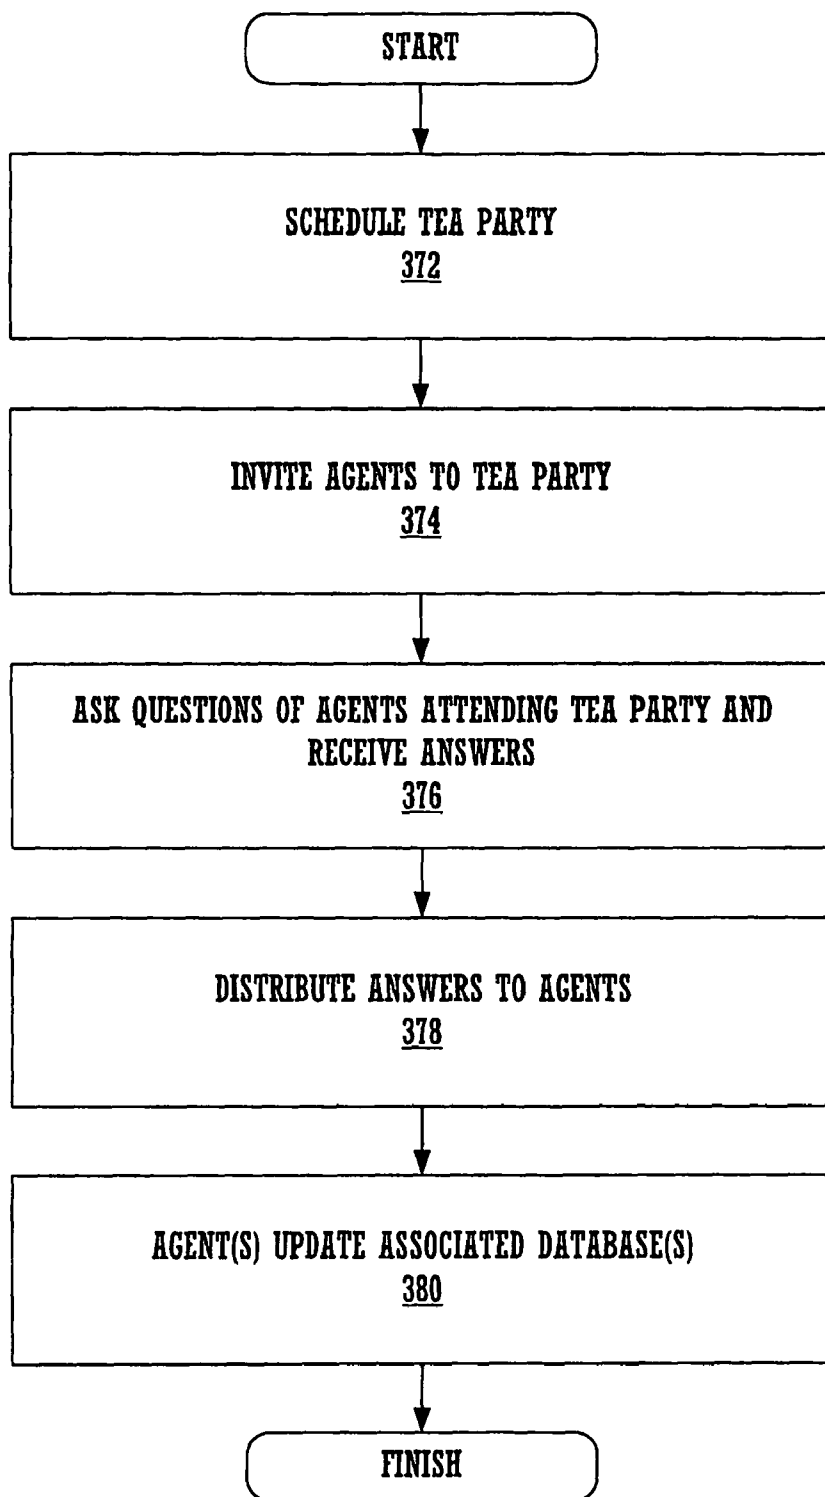 START
SCHEDULE TEA PARTY
372
INVITE AGENTS TO TEA PARTY
374
ASK QUESTIONS OF AGENTS ATTENDING TEA PARTY AND
RECEIVE ANSWERS
376
DISTRIBUTE ANSWERS TO AGENTS
378
AGENT(S) UPDATE ASSOCIATED DATABASE(S)
380
FINISH